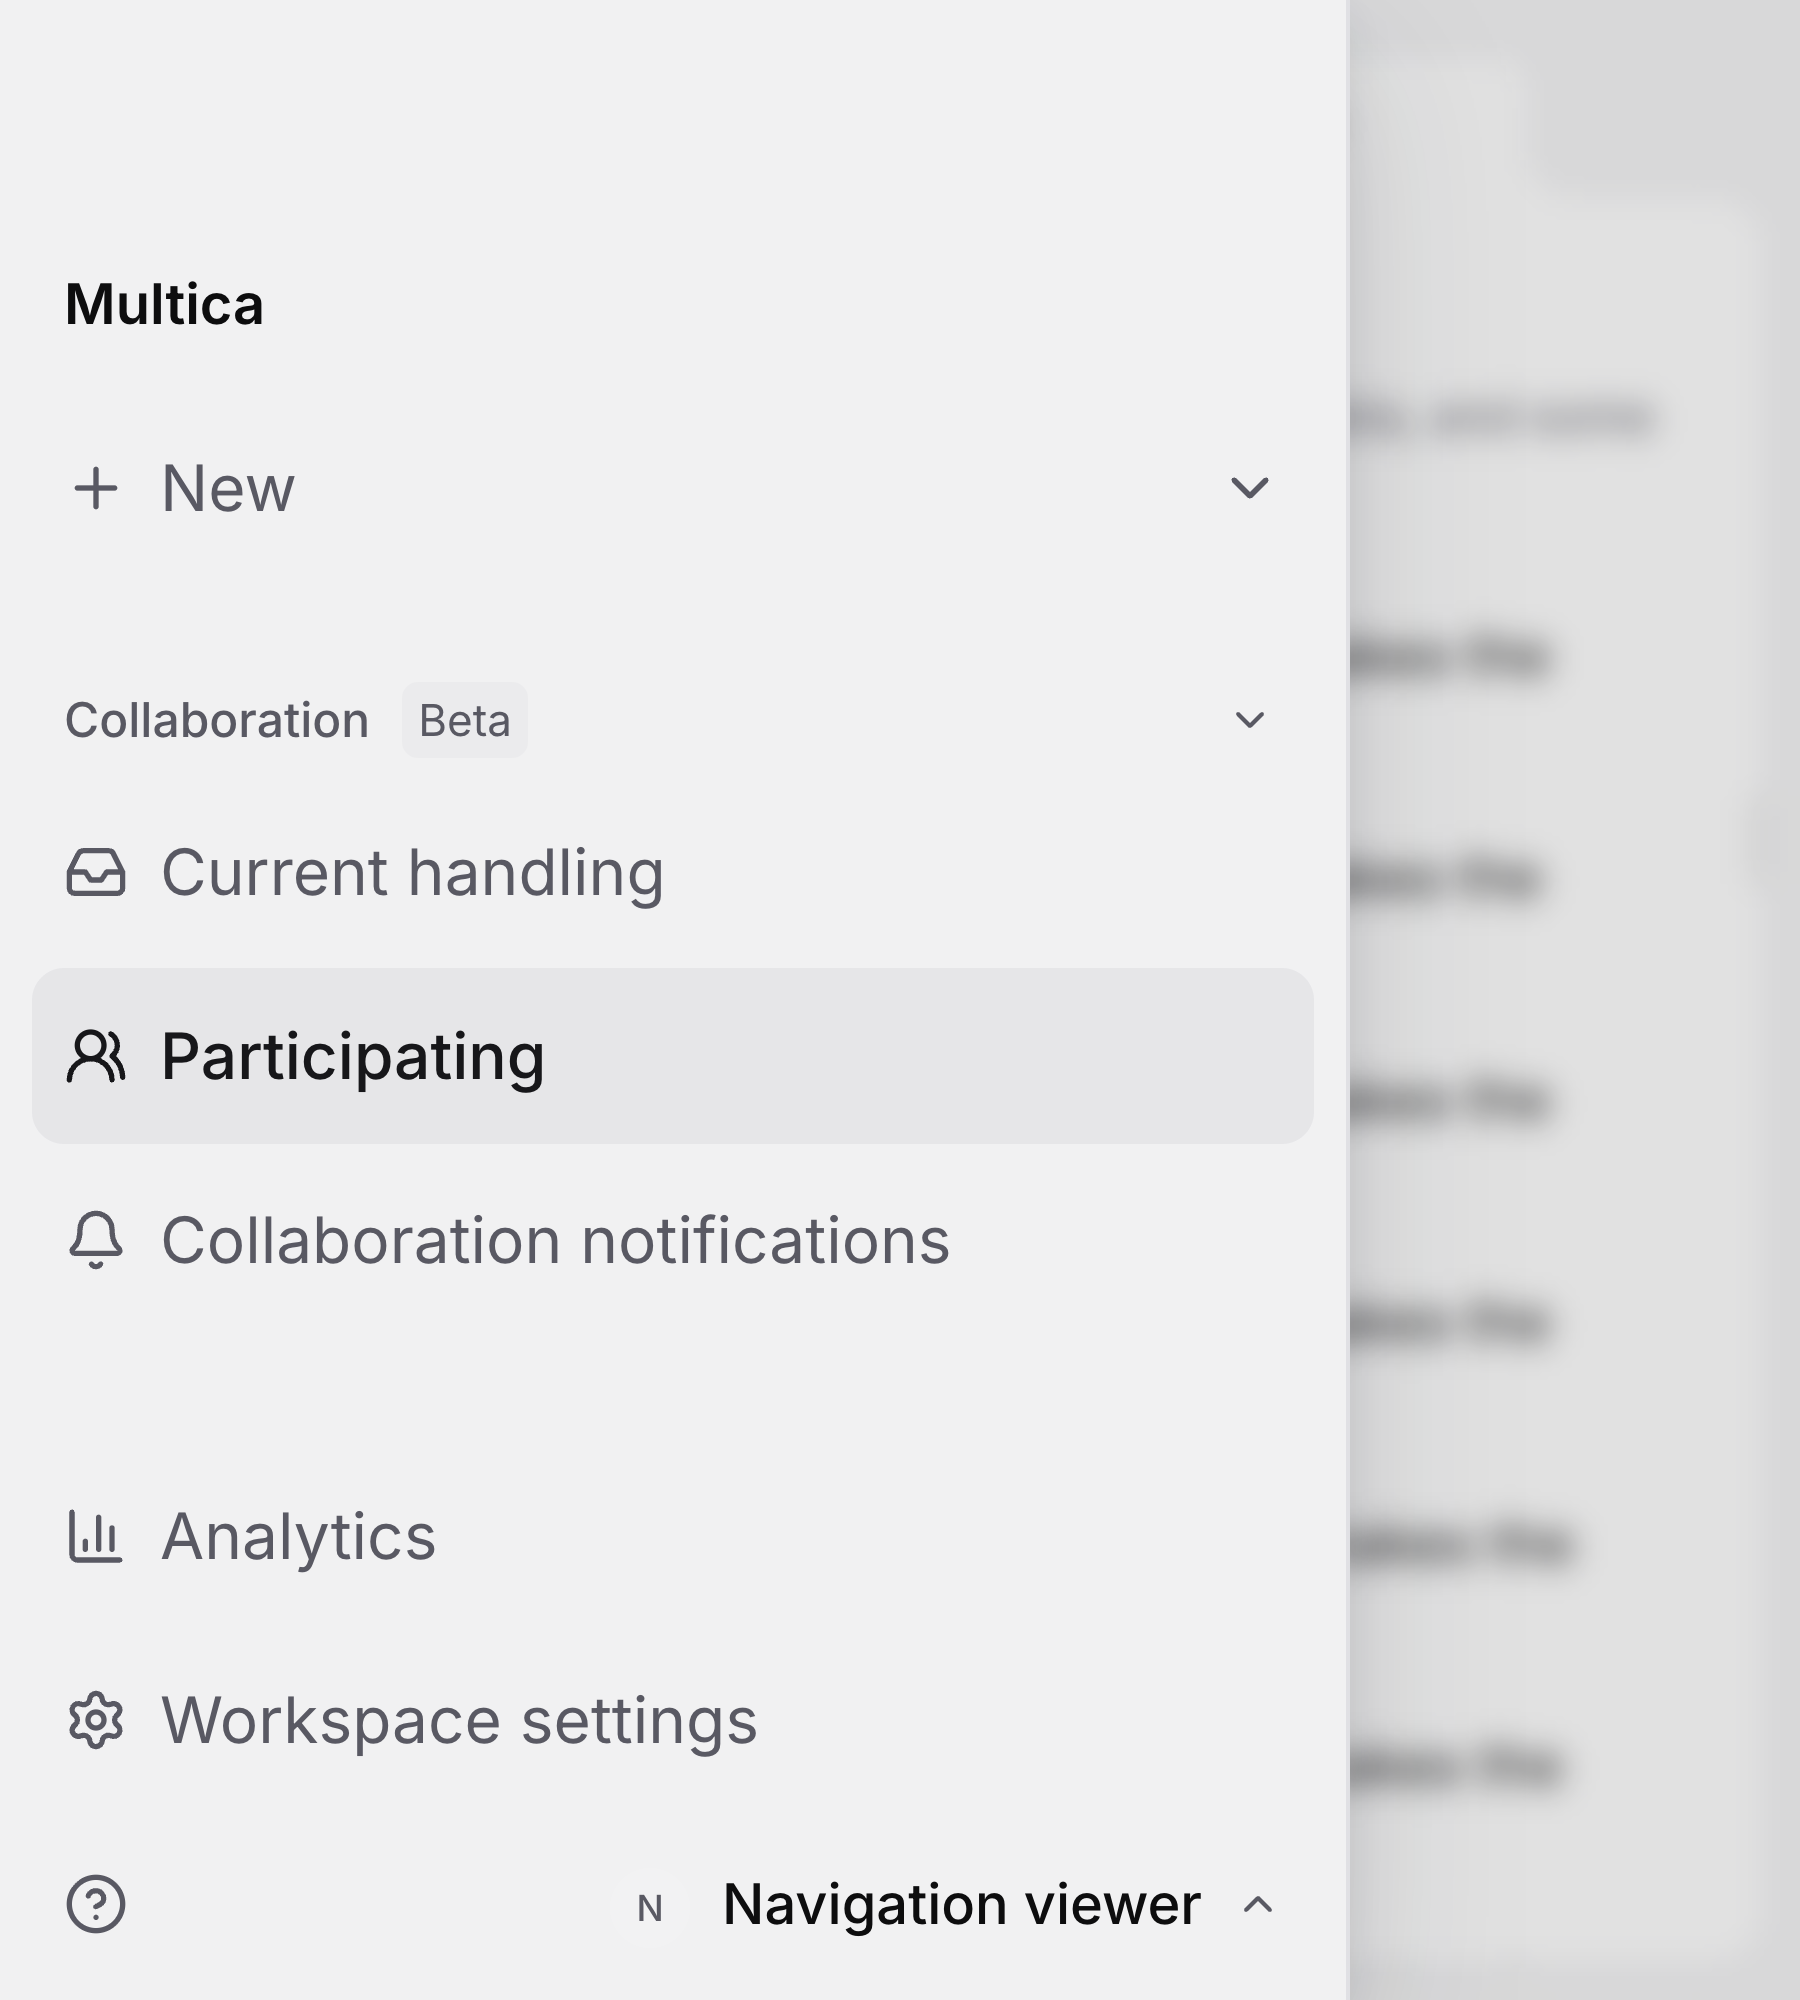 Multica
New
Collaboration Beta
Current handling
Participating
Collaboration notifications
Analytics
Workspace settings
N Navigation viewer